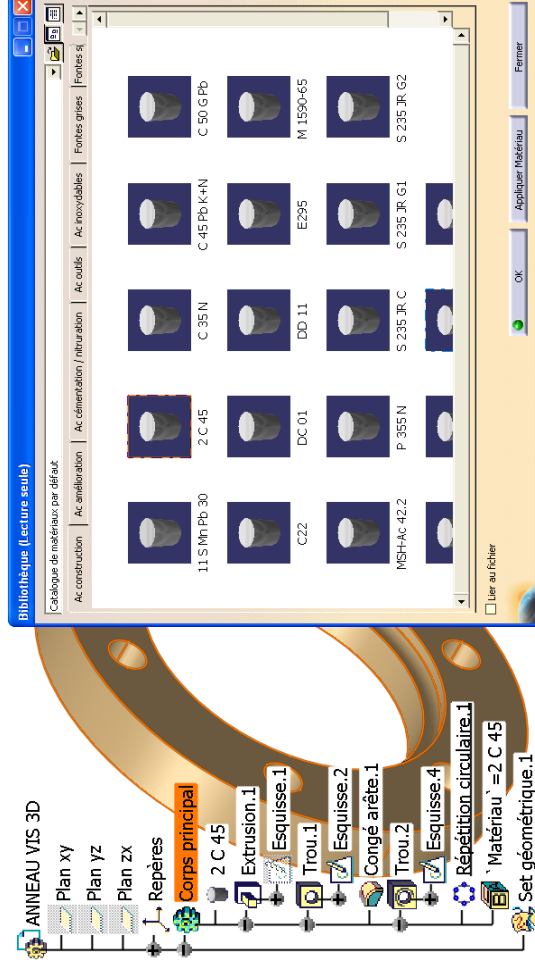 ANNEAU VIS 3D
Plan xy
Plan yz
Plan zx
Repères
Corps principal
2 C 45
Extrusion.1
Esquisse.1
Trou.1
Esquisse.2
Congé arête.1
Trou.2
Esquisse.4
Répétition circulaire.1
`Matériau`=2 C 45
Set géométrique.1
Bibliothèque (Lecture seule)
Catalogue de matériaux par défaut
Ac construction Ac amélioration Ac cémentation / nitruration Ac outils Ac inoxydables Fontes grises Fontes s
11 S Mn Pb 30 2 C 45 C 35 N C 45 Pb K+N C 50 G Pb
C22 DC 01 DD 11 E295 M 1590-65
MSH-Ac 42.2 P 355 N S 235 JR C S 235 JR G1 S 235 JR G2
Lier au fichier
OK Appliquer Matériau Fermer